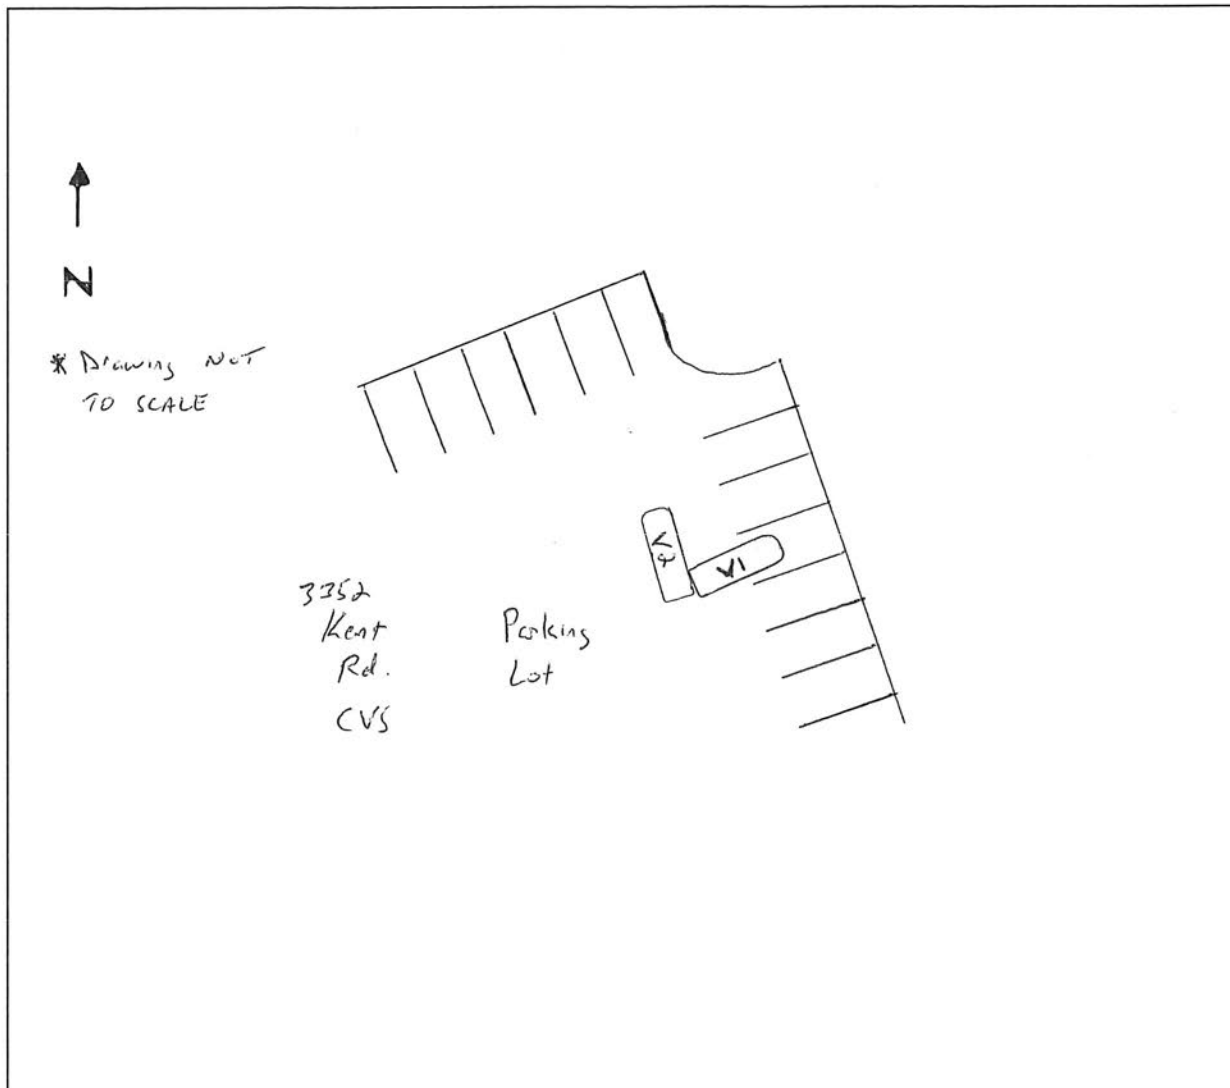 N
* Drawing NOT
TO SCALE
V2
V1
3352
Kent
Rd.
CVS
Parking
Lot